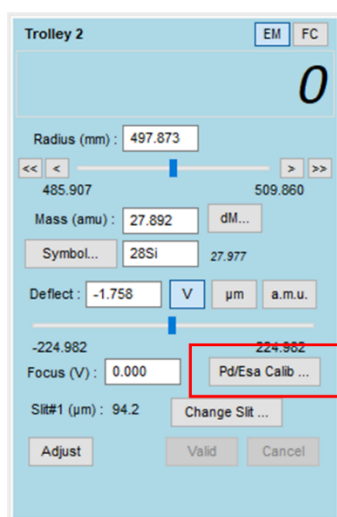 Trolley 2 EM FC
0
Radius (mm) : 497.873
<< < > >>
485.907 509.860
Mass (amu) : 27.892 dM...
Symbol... 28Si 27.977
Deflect : -1.758 V µm a.m.u.
-224.982 224.982
Focus (V) : 0.000 Pd/Esa Calib ...
Slit#1 (µm) : 94.2 Change Slit ...
Adjust Valid Cancel